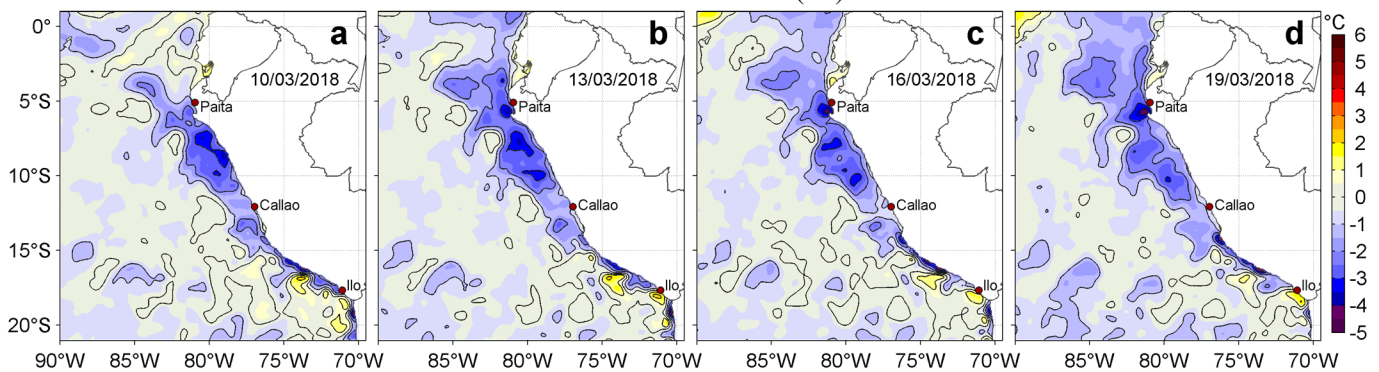 a
b
c
d
°C
10/03/2018
13/03/2018
16/03/2018
19/03/2018
0°
5°S
10°S
15°S
20°S
Paita
Callao
Ilo
Paita
Callao
Ilo
Paita
Callao
Ilo
Paita
Callao
Ilo
90°W
85°W
80°W
75°W
70°W
85°W
80°W
75°W
70°W
85°W
80°W
75°W
70°W
85°W
80°W
75°W
70°W
6
5
4
3
2
1
0
-1
-2
-3
-4
-5